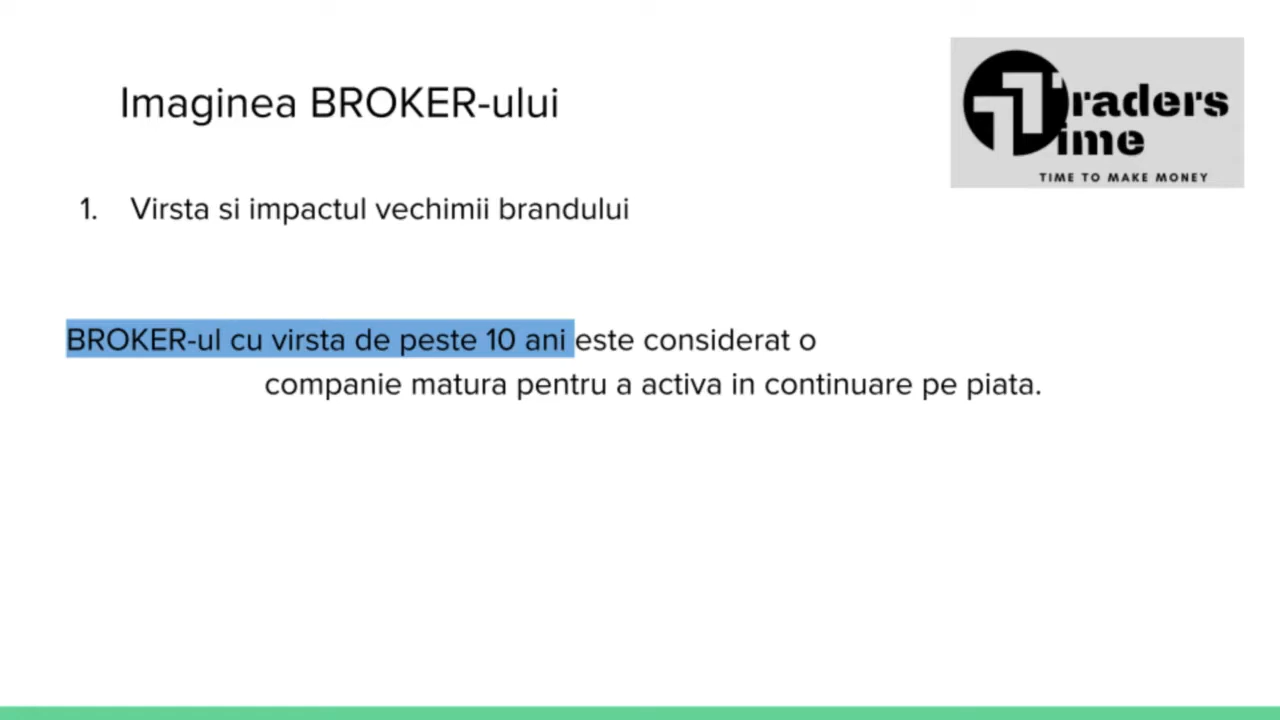 Imaginea BROKER-ului
Traders
Time
TIME TO MAKE MONEY
1. Virsta si impactul vechimii brandului
BROKER-ul cu virsta de peste 10 ani este considerat o
companie matura pentru a activa in continuare pe piata.